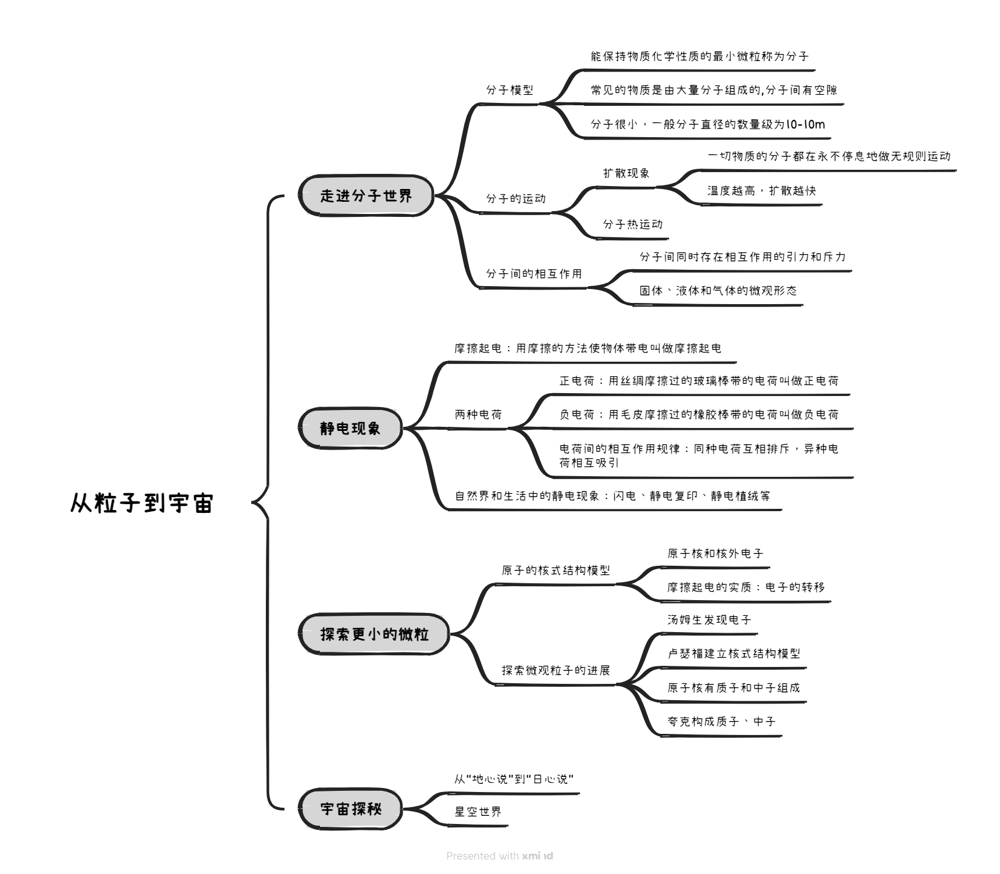 从粒子到宇宙
走进分子世界
分子模型
能保持物质化学性质的最小微粒称为分子
常见的物质是由大量分子组成的,分子间有空隙
分子很小，一般分子直径的数量级为10-10m
分子的运动
扩散现象
一切物质的分子都在永不停息地做无规则运动
温度越高，扩散越快
分子热运动
分子间的相互作用
分子间同时存在相互作用的引力和斥力
固体、液体和气体的微观形态
静电现象
摩擦起电：用摩擦的方法使物体带电叫做摩擦起电
两种电荷
正电荷：用丝绸摩擦过的玻璃棒带的电荷叫做正电荷
负电荷：用毛皮摩擦过的橡胶棒带的电荷叫做负电荷
电荷间的相互作用规律：同种电荷互相排斥，异种电
荷相互吸引
自然界和生活中的静电现象：闪电、静电复印、静电植绒等
探索更小的微粒
原子的核式结构模型
原子核和核外电子
摩擦起电的实质：电子的转移
探索微观粒子的进展
汤姆生发现电子
卢瑟福建立核式结构模型
原子核有质子和中子组成
夸克构成质子、中子
宇宙探秘
从“地心说”到“日心说”
星空世界
Presented with xmind